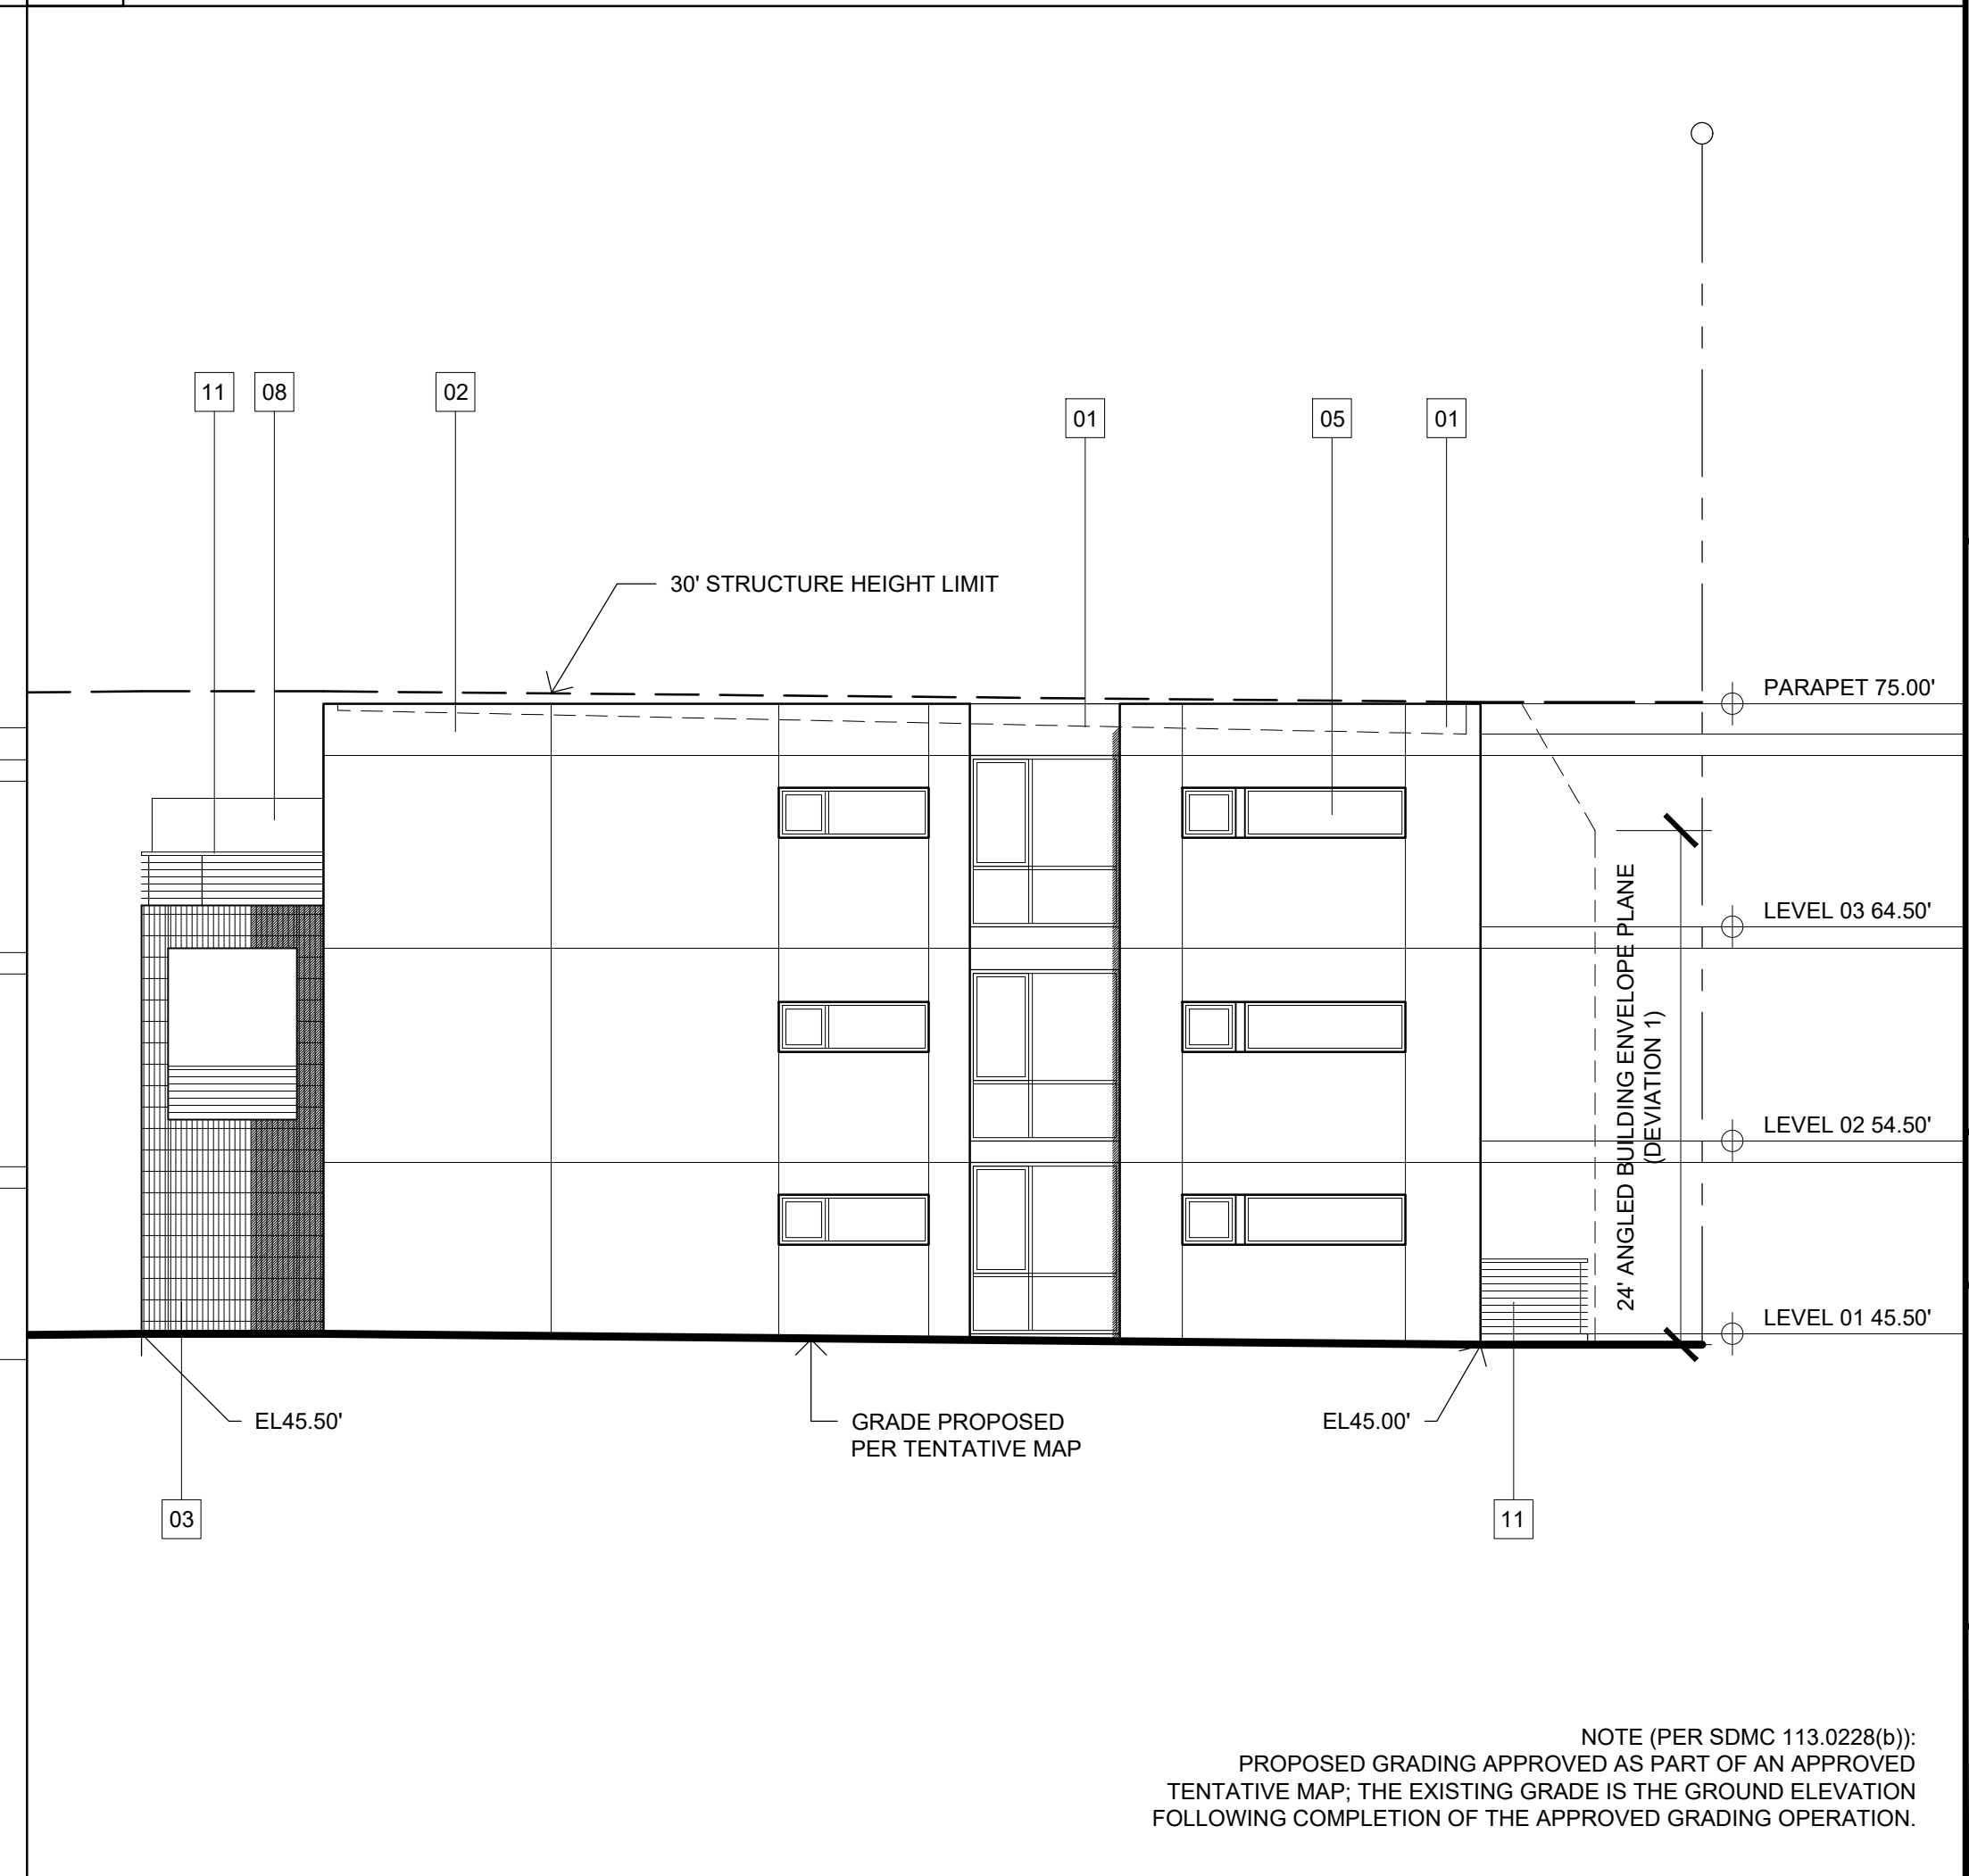 11
08
02
01
05
01
30' STRUCTURE HEIGHT LIMIT
PARAPET 75.00'
LEVEL 03 64.50'
LEVEL 02 54.50'
LEVEL 01 45.50'
24' ANGLED BUILDING ENVELOPE PLANE
(DEVIATION 1)
EL45.50'
GRADE PROPOSED
PER TENTATIVE MAP
EL45.00'
03
11
NOTE (PER SDMC 113.0228(b)):
PROPOSED GRADING APPROVED AS PART OF AN APPROVED
TENTATIVE MAP; THE EXISTING GRADE IS THE GROUND ELEVATION
FOLLOWING COMPLETION OF THE APPROVED GRADING OPERATION.